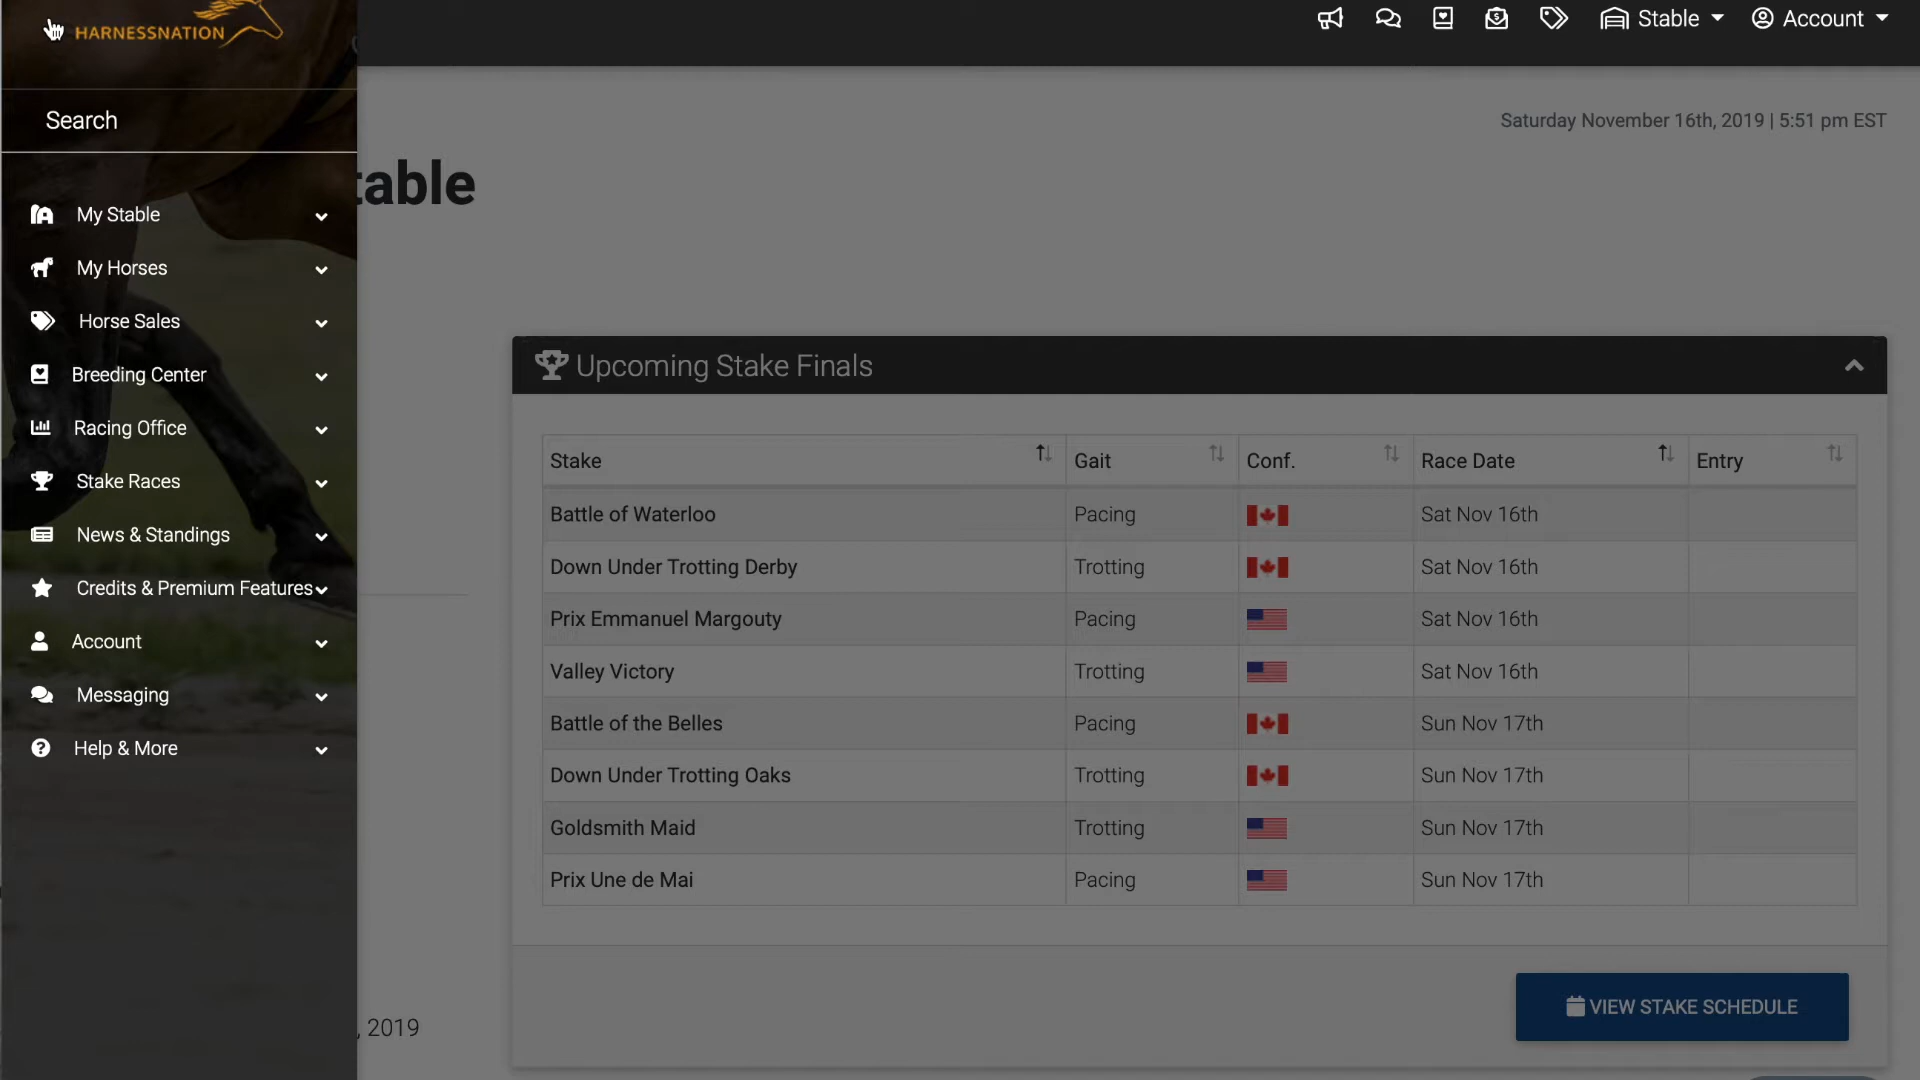 HARNESSNATION
Stable
Account
Search
Saturday November 16th, 2019 | 5:51 pm EST
table
My Stable
My Horses
Horse Sales
Breeding Center
Racing Office
Stake Races
News & Standings
Credits & Premium Features
Account
Messaging
Help & More
Upcoming Stake Finals
Stake Gait Conf. Race Date Entry
Battle of Waterloo Pacing Sat Nov 16th
Down Under Trotting Derby Trotting Sat Nov 16th
Prix Emmanuel Margouty Pacing Sat Nov 16th
Valley Victory Trotting Sat Nov 16th
Battle of the Belles Pacing Sun Nov 17th
Down Under Trotting Oaks Trotting Sun Nov 17th
Goldsmith Maid Trotting Sun Nov 17th
Prix Une de Mai Pacing Sun Nov 17th
VIEW STAKE SCHEDULE
, 2019